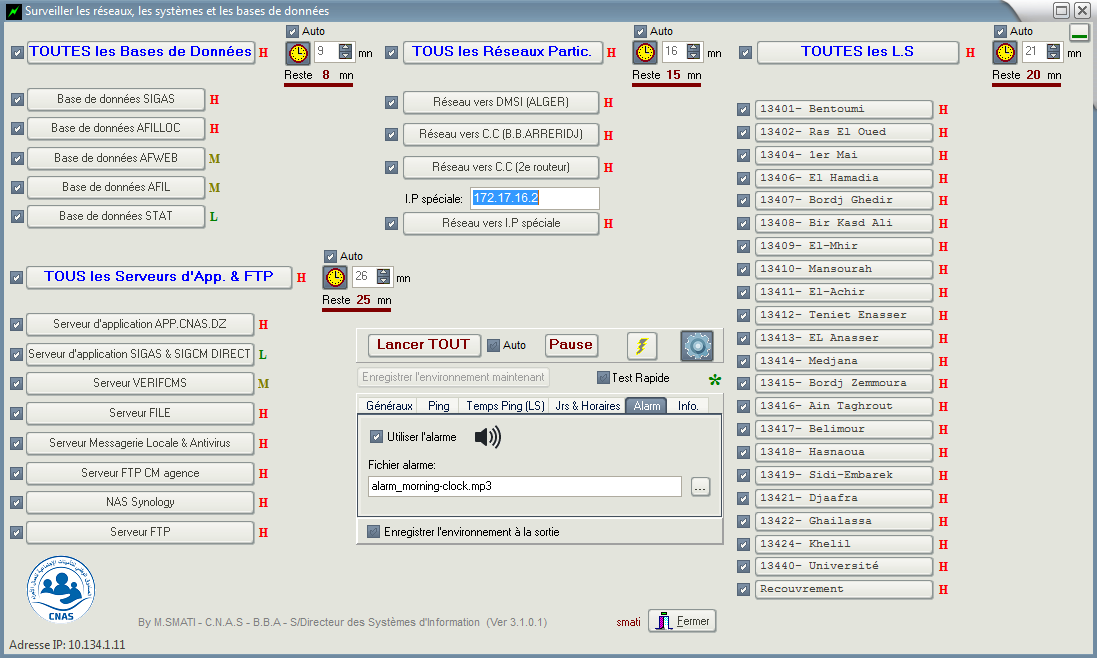 Surveiller les réseaux, les systèmes et les bases de données
TOUTES les Bases de Données H
Auto
9 mn
Reste 8 mn
Base de données SIGAS H
Base de données AFILLOC H
Base de données AFWEB M
Base de données AFIL M
Base de données STAT L
TOUS les Réseaux Partic. H
Auto
16 mn
Reste 15 mn
Réseau vers DMSI (ALGER) H
Réseau vers C.C (B.B.ARRERIDJ) H
Réseau vers C.C (2e routeur) H
I.P spéciale: 172.17.16.2
Réseau vers I.P spéciale H
TOUTES les L.S H
Auto
21 mn
Reste 20 mn
13401- Bentoumi H
13402- Ras El Oued H
13404- 1er Mai H
13406- El Hamadia H
13407- Bordj Ghedir H
13408- Bir Kasd Ali H
13409- El-Mhir H
13410- Mansourah H
13411- El-Achir H
13412- Teniet Enasser H
13413- EL Anasser H
13414- Medjana H
13415- Bordj Zemmoura H
13416- Ain Taghrout H
13417- Belimour H
13418- Hasnaoua H
13419- Sidi-Embarek H
13421- Djaafra H
13422- Ghailassa H
13424- Khelil H
13440- Université H
Recouvrement H
TOUS les Serveurs d'App. & FTP H
Auto
26 mn
Reste 25 mn
Serveur d'application APP.CNAS.DZ H
Serveur d'application SIGAS & SIGCM DIRECT L
Serveur VERIFCMS M
Serveur FILE H
Serveur Messagerie Locale & Antivirus H
Serveur FTP CM agence H
NAS Synology H
Serveur FTP H
Lancer TOUT Auto Pause
Enregistrer l'environnement maintenant Test Rapide *
Généraux Ping Temps Ping (LS) Jrs & Horaires Alarm Info.
Utiliser l'alarme
Fichier alarme:
alarm_morning-clock.mp3 ...
Enregistrer l'environnement à la sortie
CNAS
By M.SMATI - C.N.A.S - B.B.A - S/Directeur des Systèmes d'Information (Ver 3.1.0.1)
smati Fermer
Adresse IP: 10.134.1.11